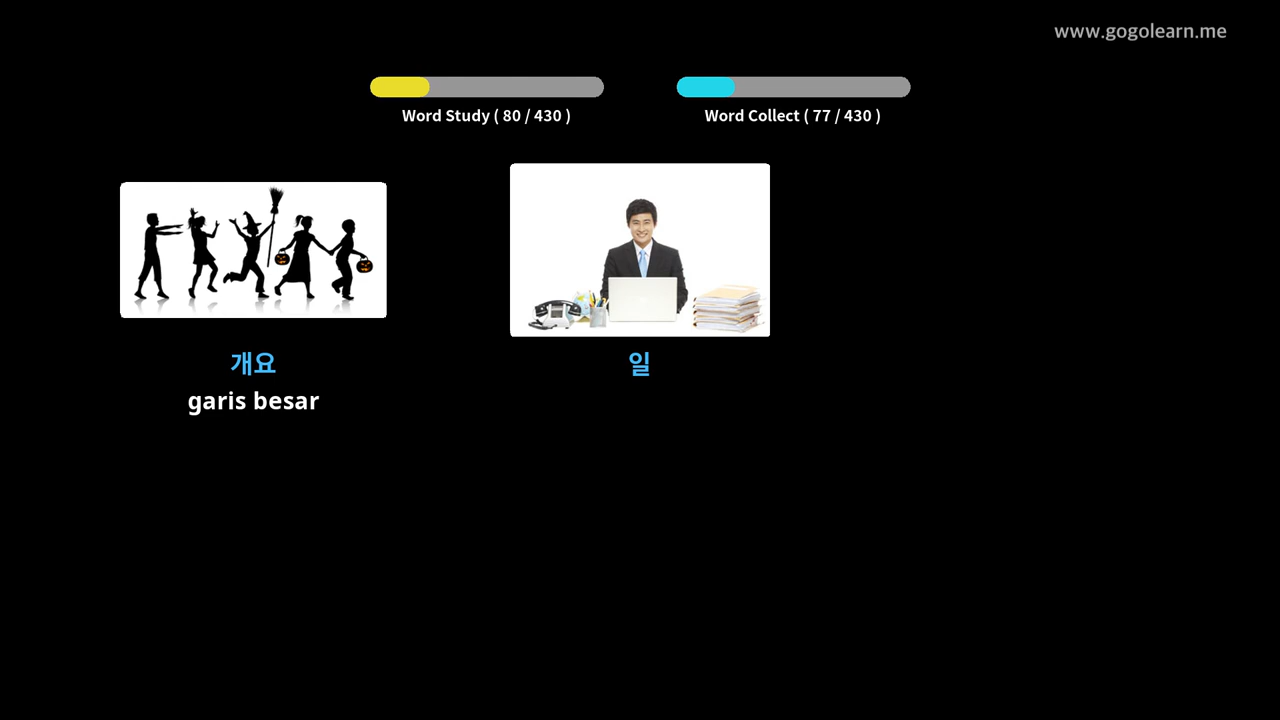 www.gogolearn.me
Word Study ( 80 / 430 )
Word Collect ( 77 / 430 )
개요
garis besar
일